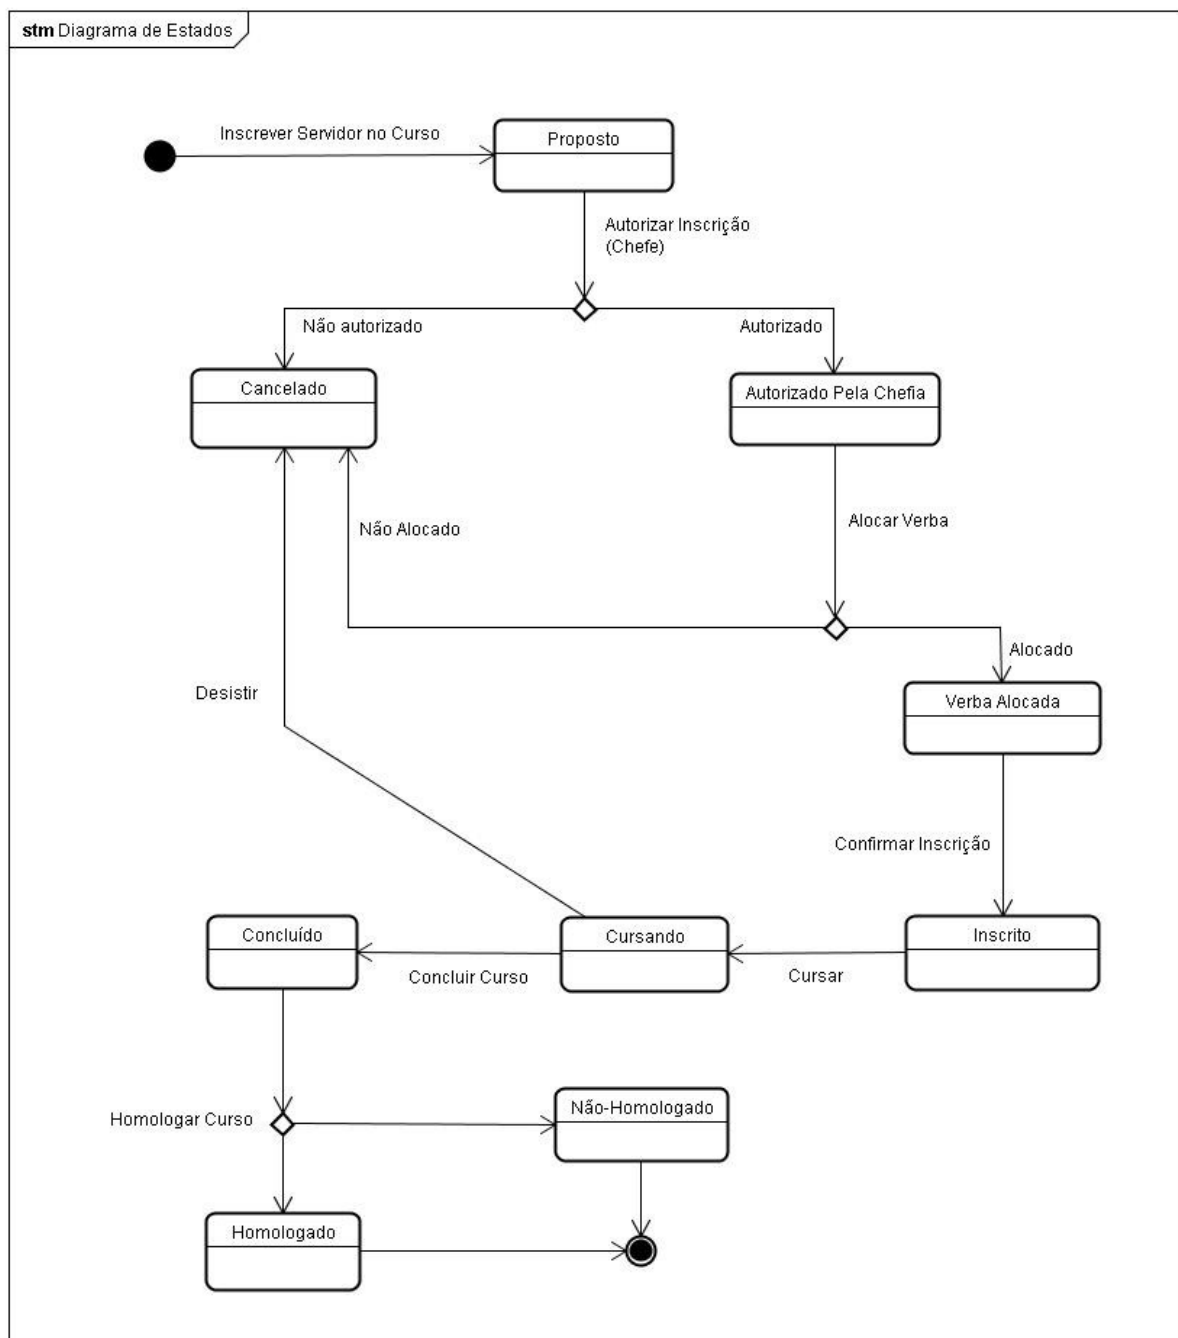 stm Diagrama de Estados
Inscrever Servidor no Curso
Proposto
Autorizar Inscrição
(Chefe)
Não autorizado
Autorizado
Cancelado
Autorizado Pela Chefia
Não Alocado
Alocar Verba
Alocado
Desistir
Verba Alocada
Confirmar Inscrição
Concluído
Cursando
Inscrito
Concluir Curso
Cursar
Homologar Curso
Não-Homologado
Homologado